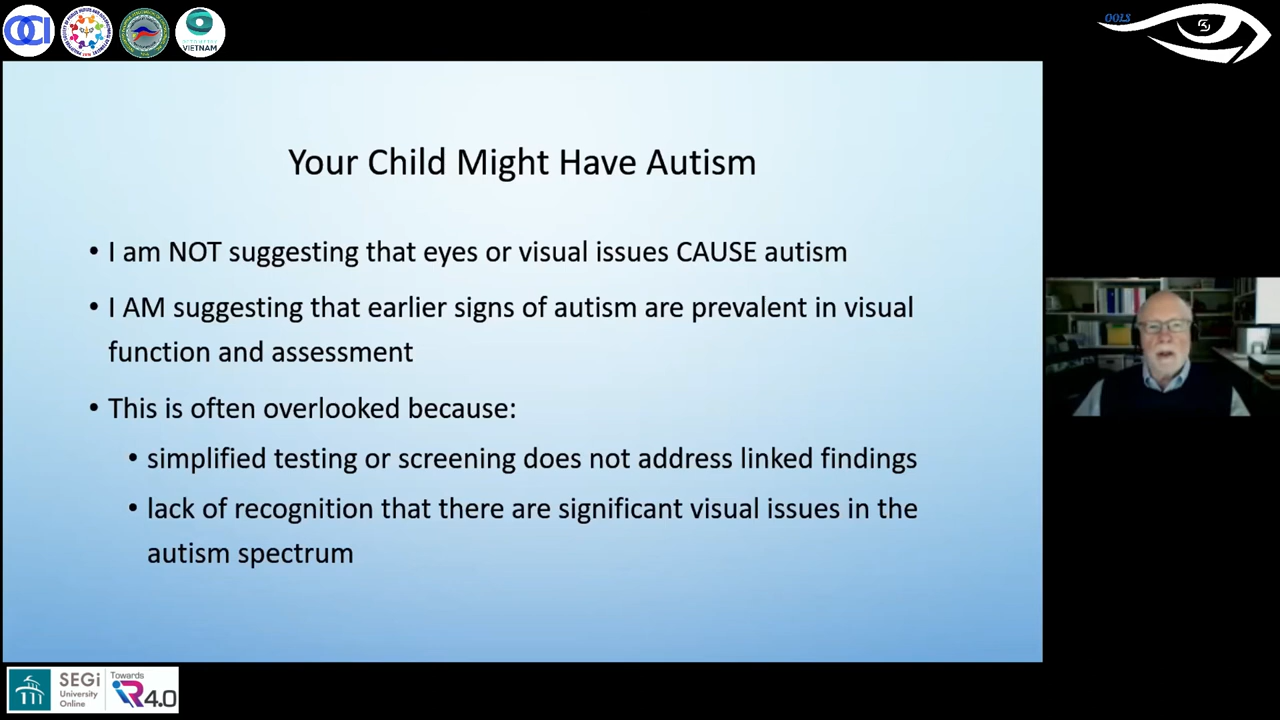 OCI
VIETNAM
OOLS
Your Child Might Have Autism
• I am NOT suggesting that eyes or visual issues CAUSE autism
• I AM suggesting that earlier signs of autism are prevalent in visual
function and assessment
• This is often overlooked because:
• simplified testing or screening does not address linked findings
• lack of recognition that there are significant visual issues in the
autism spectrum
SEGi
University
Online
Towards
iR4.0